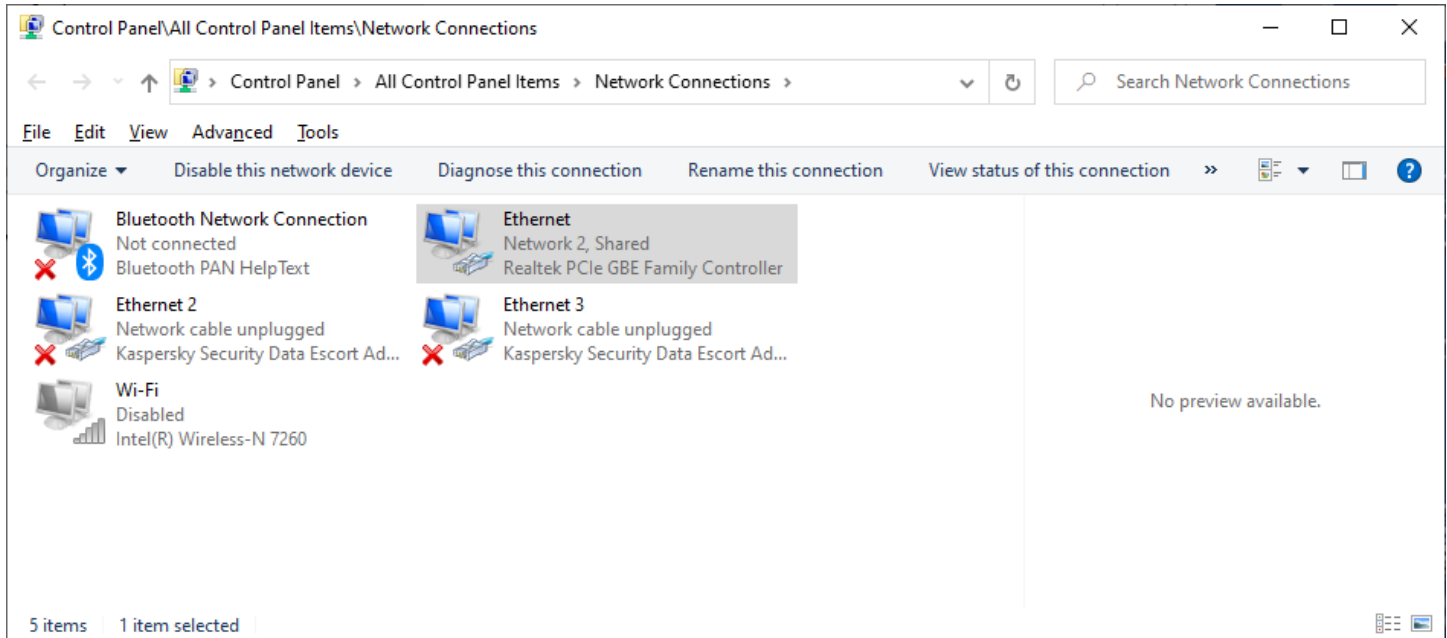 Control Panel\All Control Panel Items\Network Connections
Control Panel > All Control Panel Items > Network Connections >
Search Network Connections
File Edit View Advanced Tools
Organize Disable this network device Diagnose this connection Rename this connection View status of this connection »
Bluetooth Network Connection
Not connected
Bluetooth PAN HelpText
Ethernet
Network 2, Shared
Realtek PCIe GBE Family Controller
Ethernet 2
Network cable unplugged
Kaspersky Security Data Escort Ad...
Ethernet 3
Network cable unplugged
Kaspersky Security Data Escort Ad...
Wi-Fi
Disabled
Intel(R) Wireless-N 7260
No preview available.
5 items 1 item selected